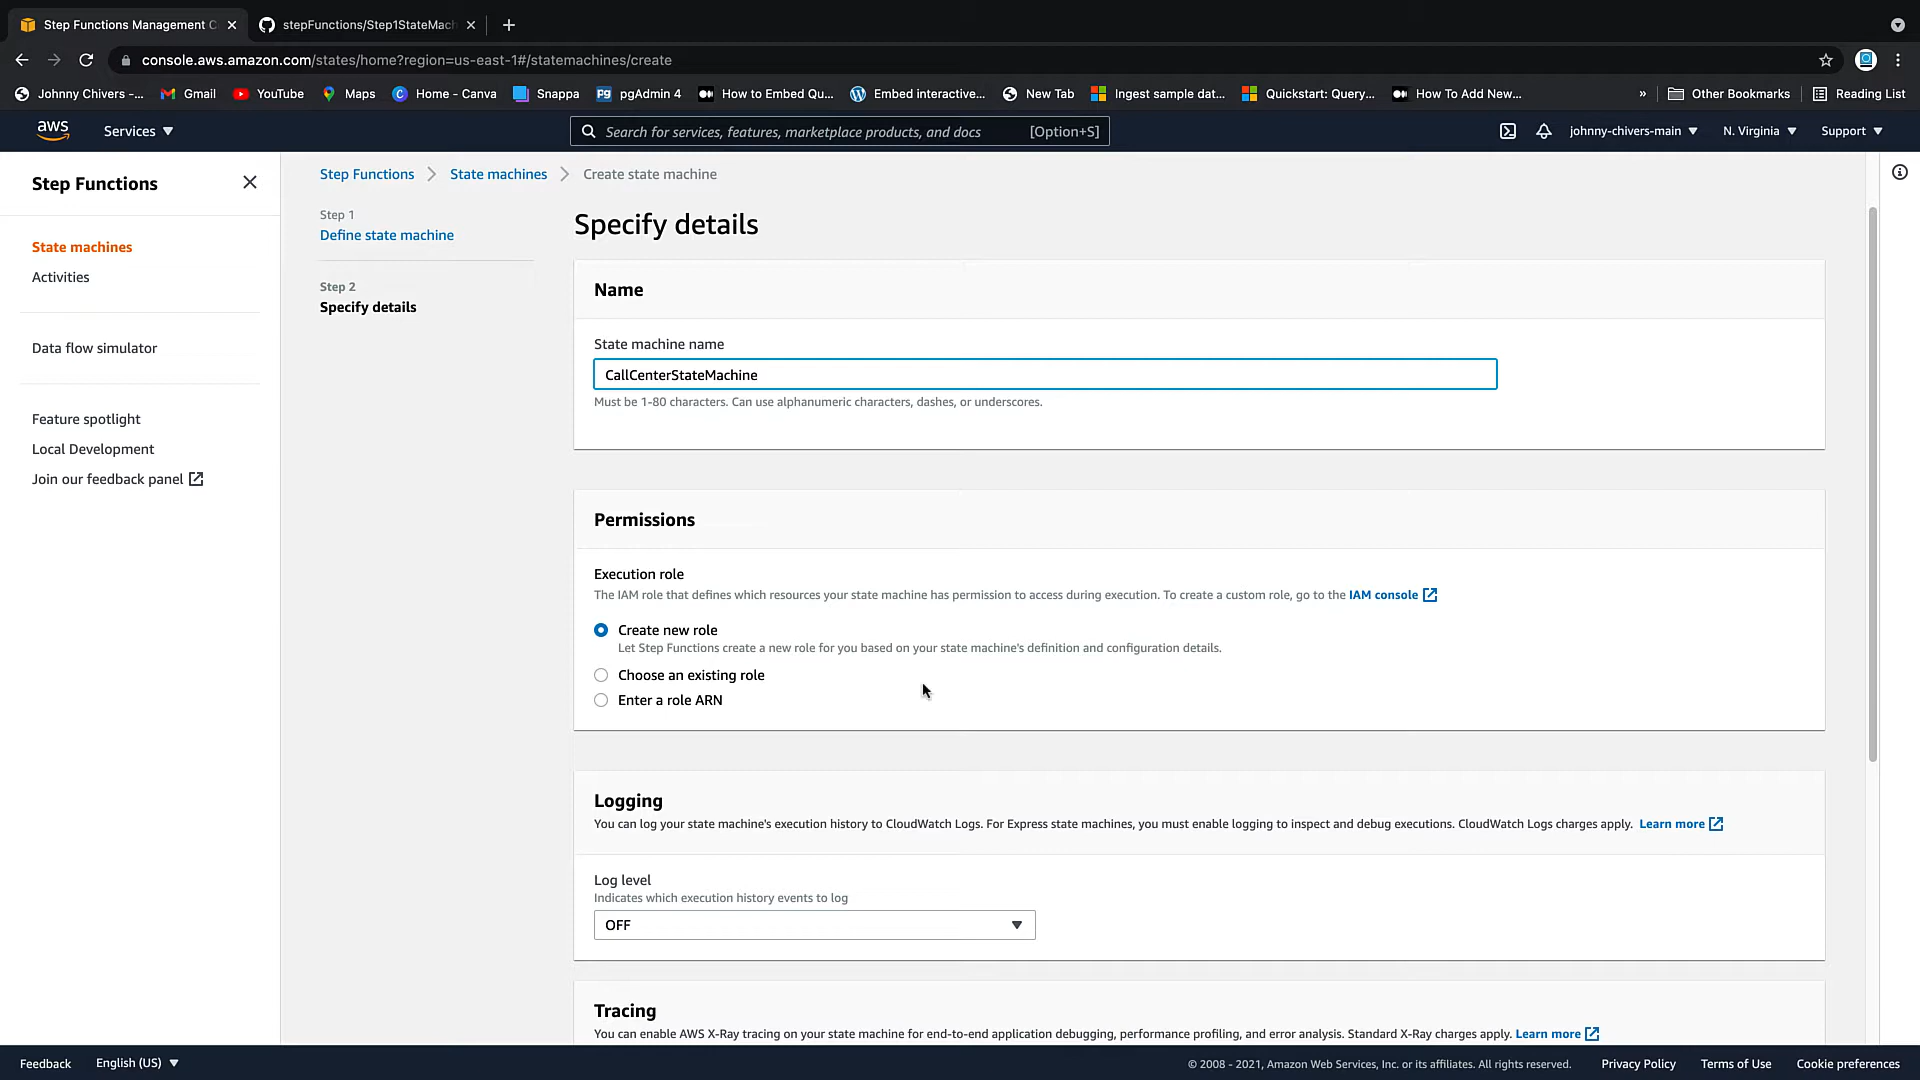 Step Functions Management C
stepFunctions/Step1StateMach
console.aws.amazon.com/states/home?region=us-east-1#/statemachines/create
Johnny Chivers -...
Gmail
YouTube
Maps
Home - Canva
Snappa
pgAdmin 4
How to Embed Qu...
Embed interactive...
New Tab
Ingest sample dat...
Quickstart: Query...
How To Add New...
»
Other Bookmarks
Reading List
aws
Services
Search for services, features, marketplace products, and docs
[Option+S]
johnny-chivers-main
N. Virginia
Support
Step Functions
State machines
Activities
Data flow simulator
Feature spotlight
Local Development
Join our feedback panel
Step Functions
State machines
Create state machine
Step 1
Define state machine
Step 2
Specify details
Specify details
Name
State machine name
CallCenterStateMachine
Must be 1-80 characters. Can use alphanumeric characters, dashes, or underscores.
Permissions
Execution role
The IAM role that defines which resources your state machine has permission to access during execution. To create a custom role, go to the IAM console
Create new role
Let Step Functions create a new role for you based on your state machine's definition and configuration details.
Choose an existing role
Enter a role ARN
Logging
You can log your state machine's execution history to CloudWatch Logs. For Express state machines, you must enable logging to inspect and debug executions. CloudWatch Logs charges apply. Learn more
Log level
Indicates which execution history events to log
OFF
Tracing
You can enable AWS X-Ray tracing on your state machine for end-to-end application debugging, performance profiling, and error analysis. Standard X-Ray charges apply. Learn more
Feedback
English (US)
© 2008 - 2021, Amazon Web Services, Inc. or its affiliates. All rights reserved.
Privacy Policy
Terms of Use
Cookie preferences